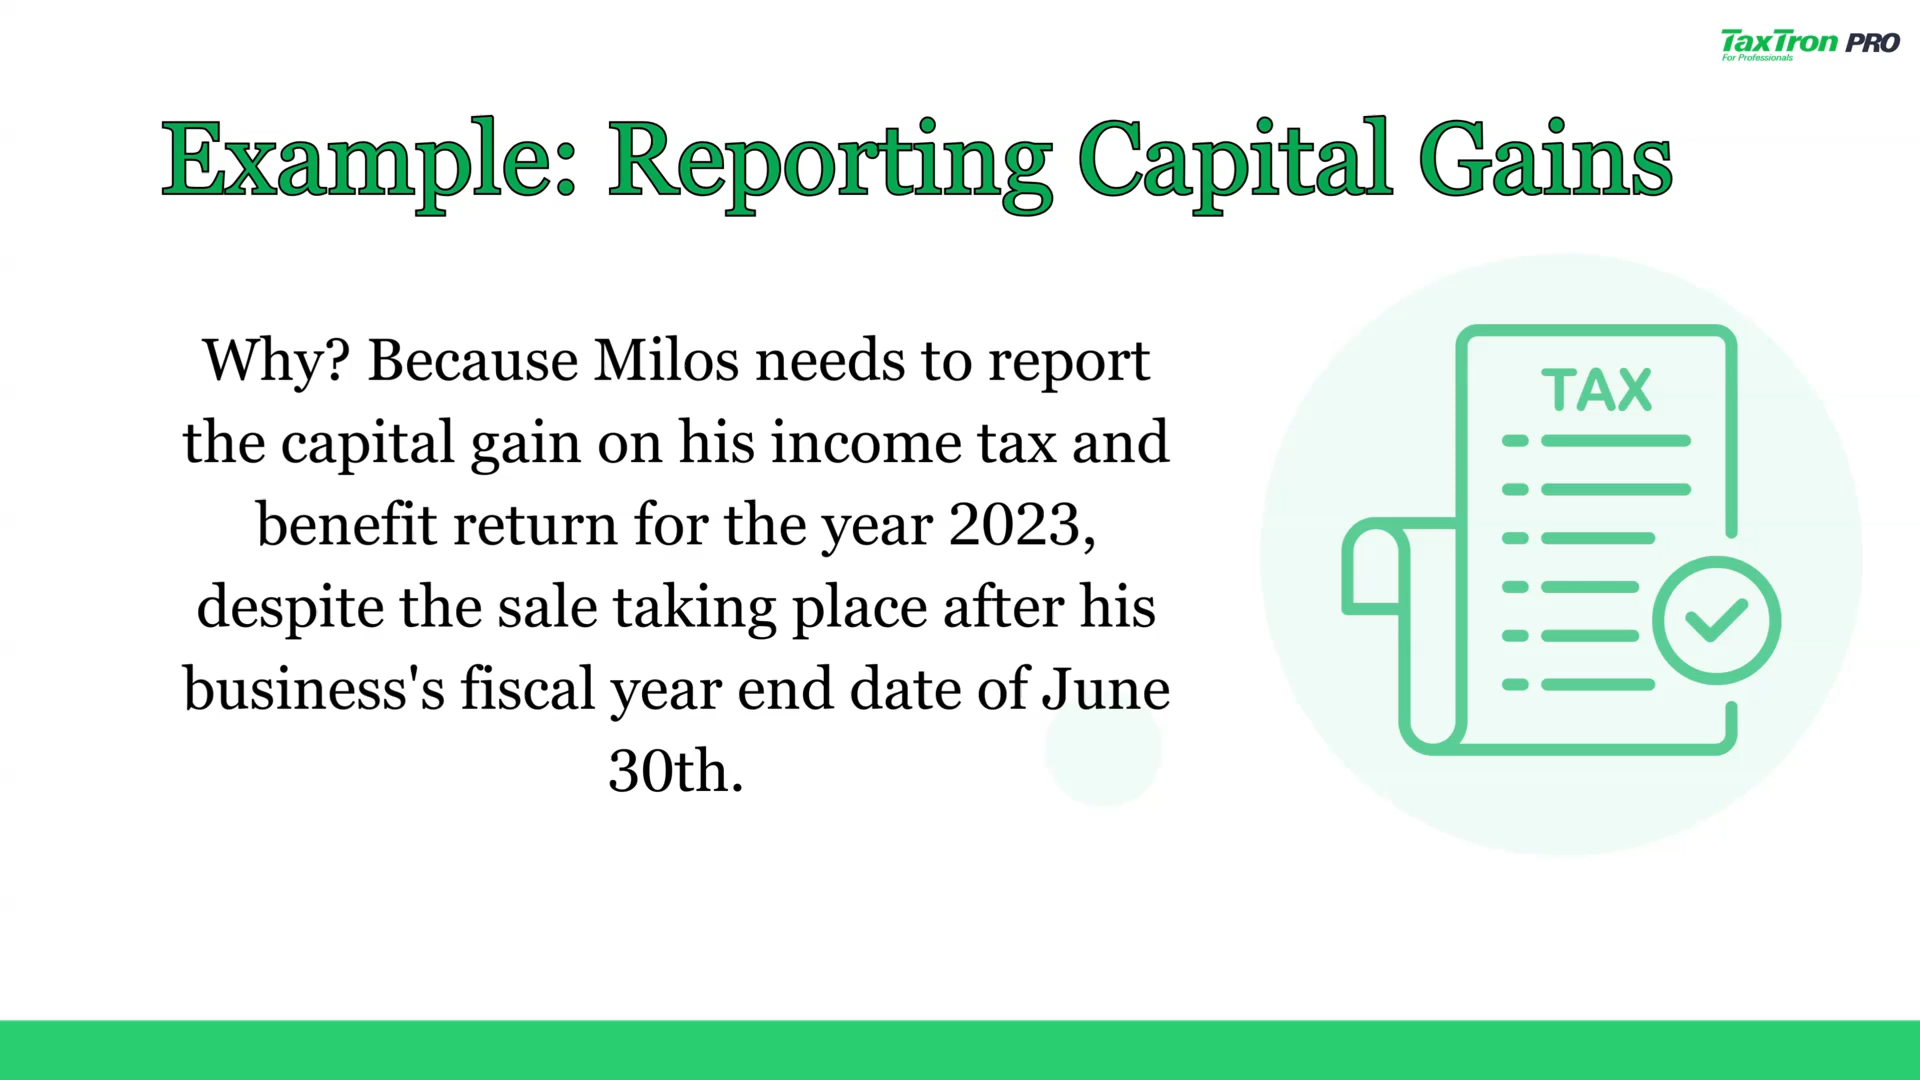 TaxTron PRO
For Professionals
Example: Reporting Capital Gains
Why? Because Milos needs to report
the capital gain on his income tax and
benefit return for the year 2023,
despite the sale taking place after his
business's fiscal year end date of June
30th.
TAX